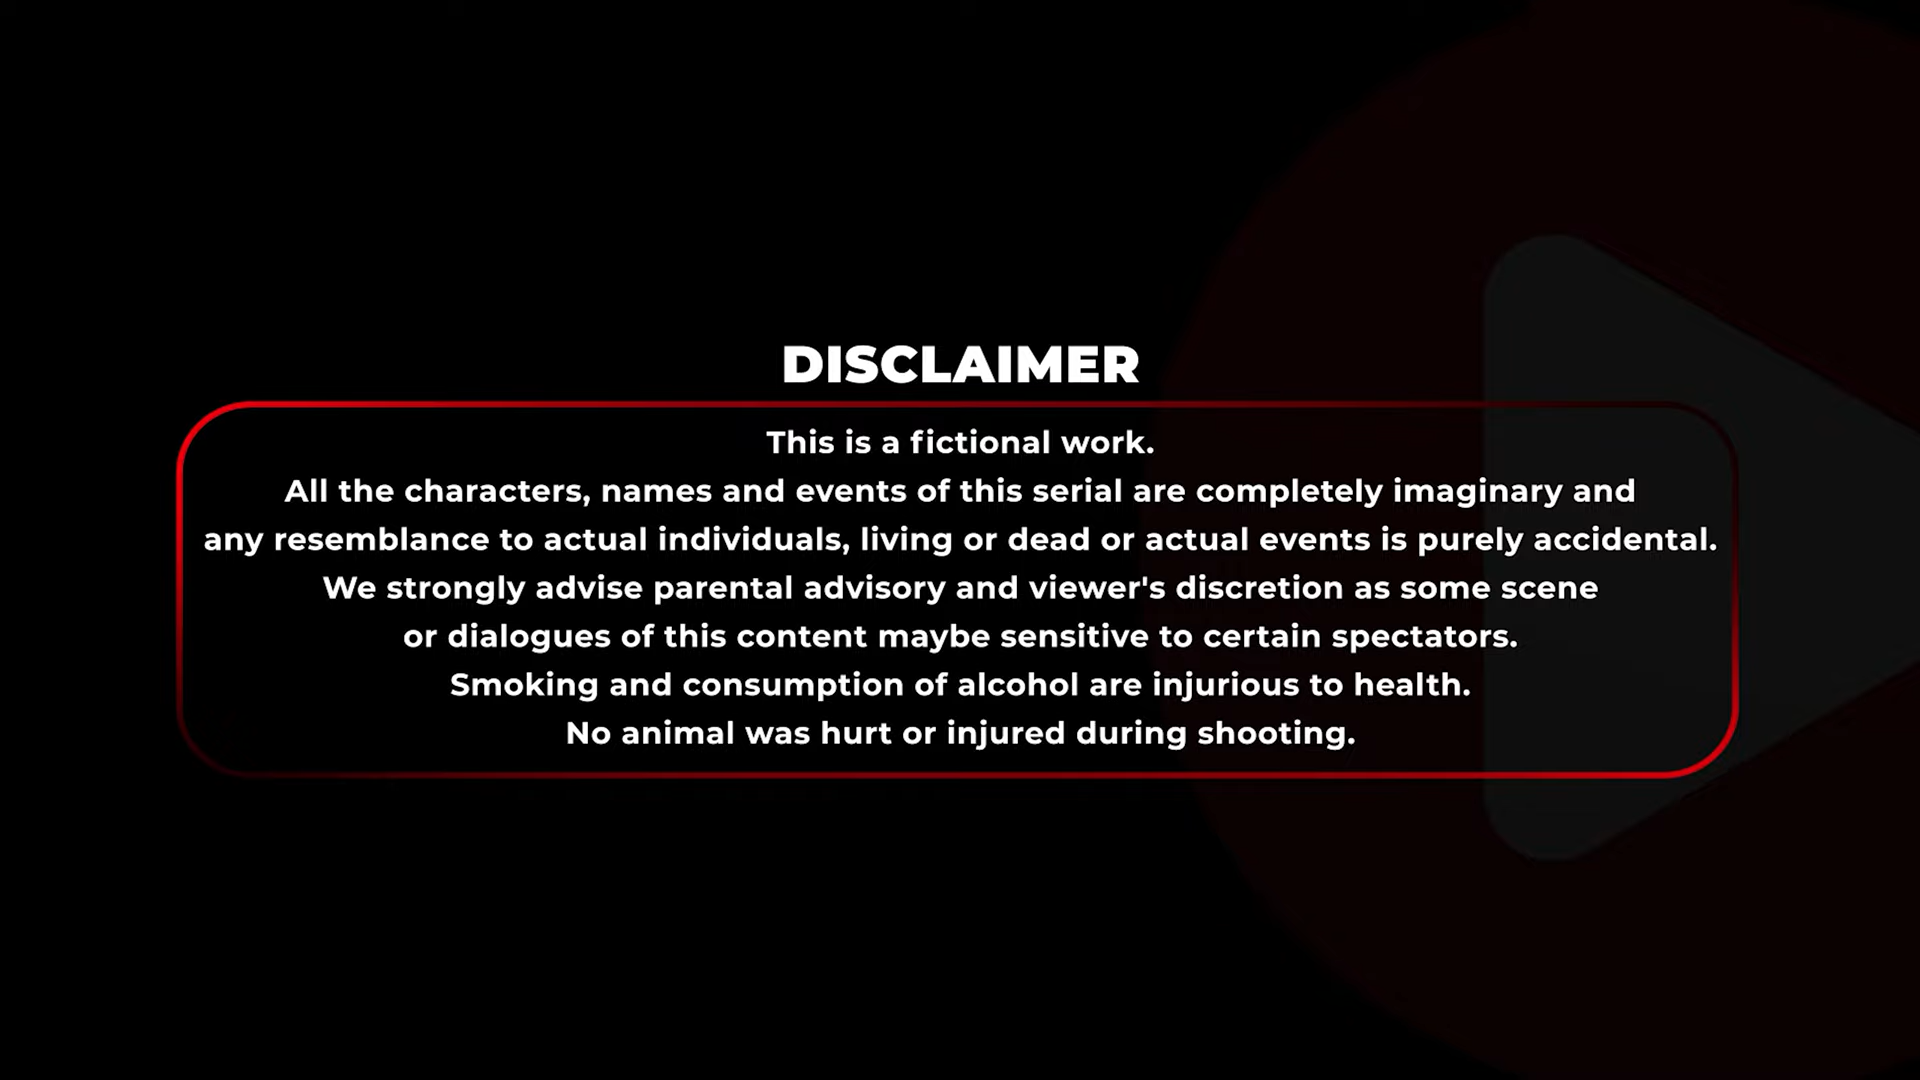 DISCLAIMER
This is a fictional work.
All the characters, names and events of this serial are completely imaginary and
any resemblance to actual individuals, living or dead or actual events is purely accidental.
We strongly advise parental advisory and viewer's discretion as some scene
or dialogues of this content maybe sensitive to certain spectators.
Smoking and consumption of alcohol are injurious to health.
No animal was hurt or injured during shooting.